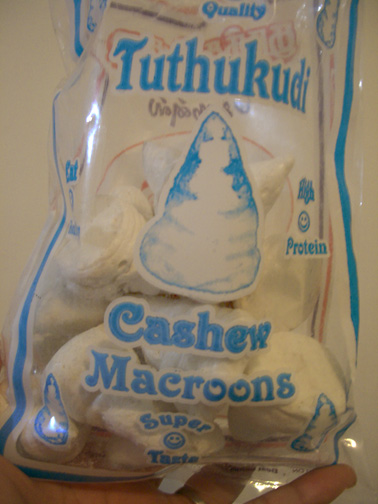 Quality
Tuthukudi
High
Protein
Cashew
Macroons
Super
Taste